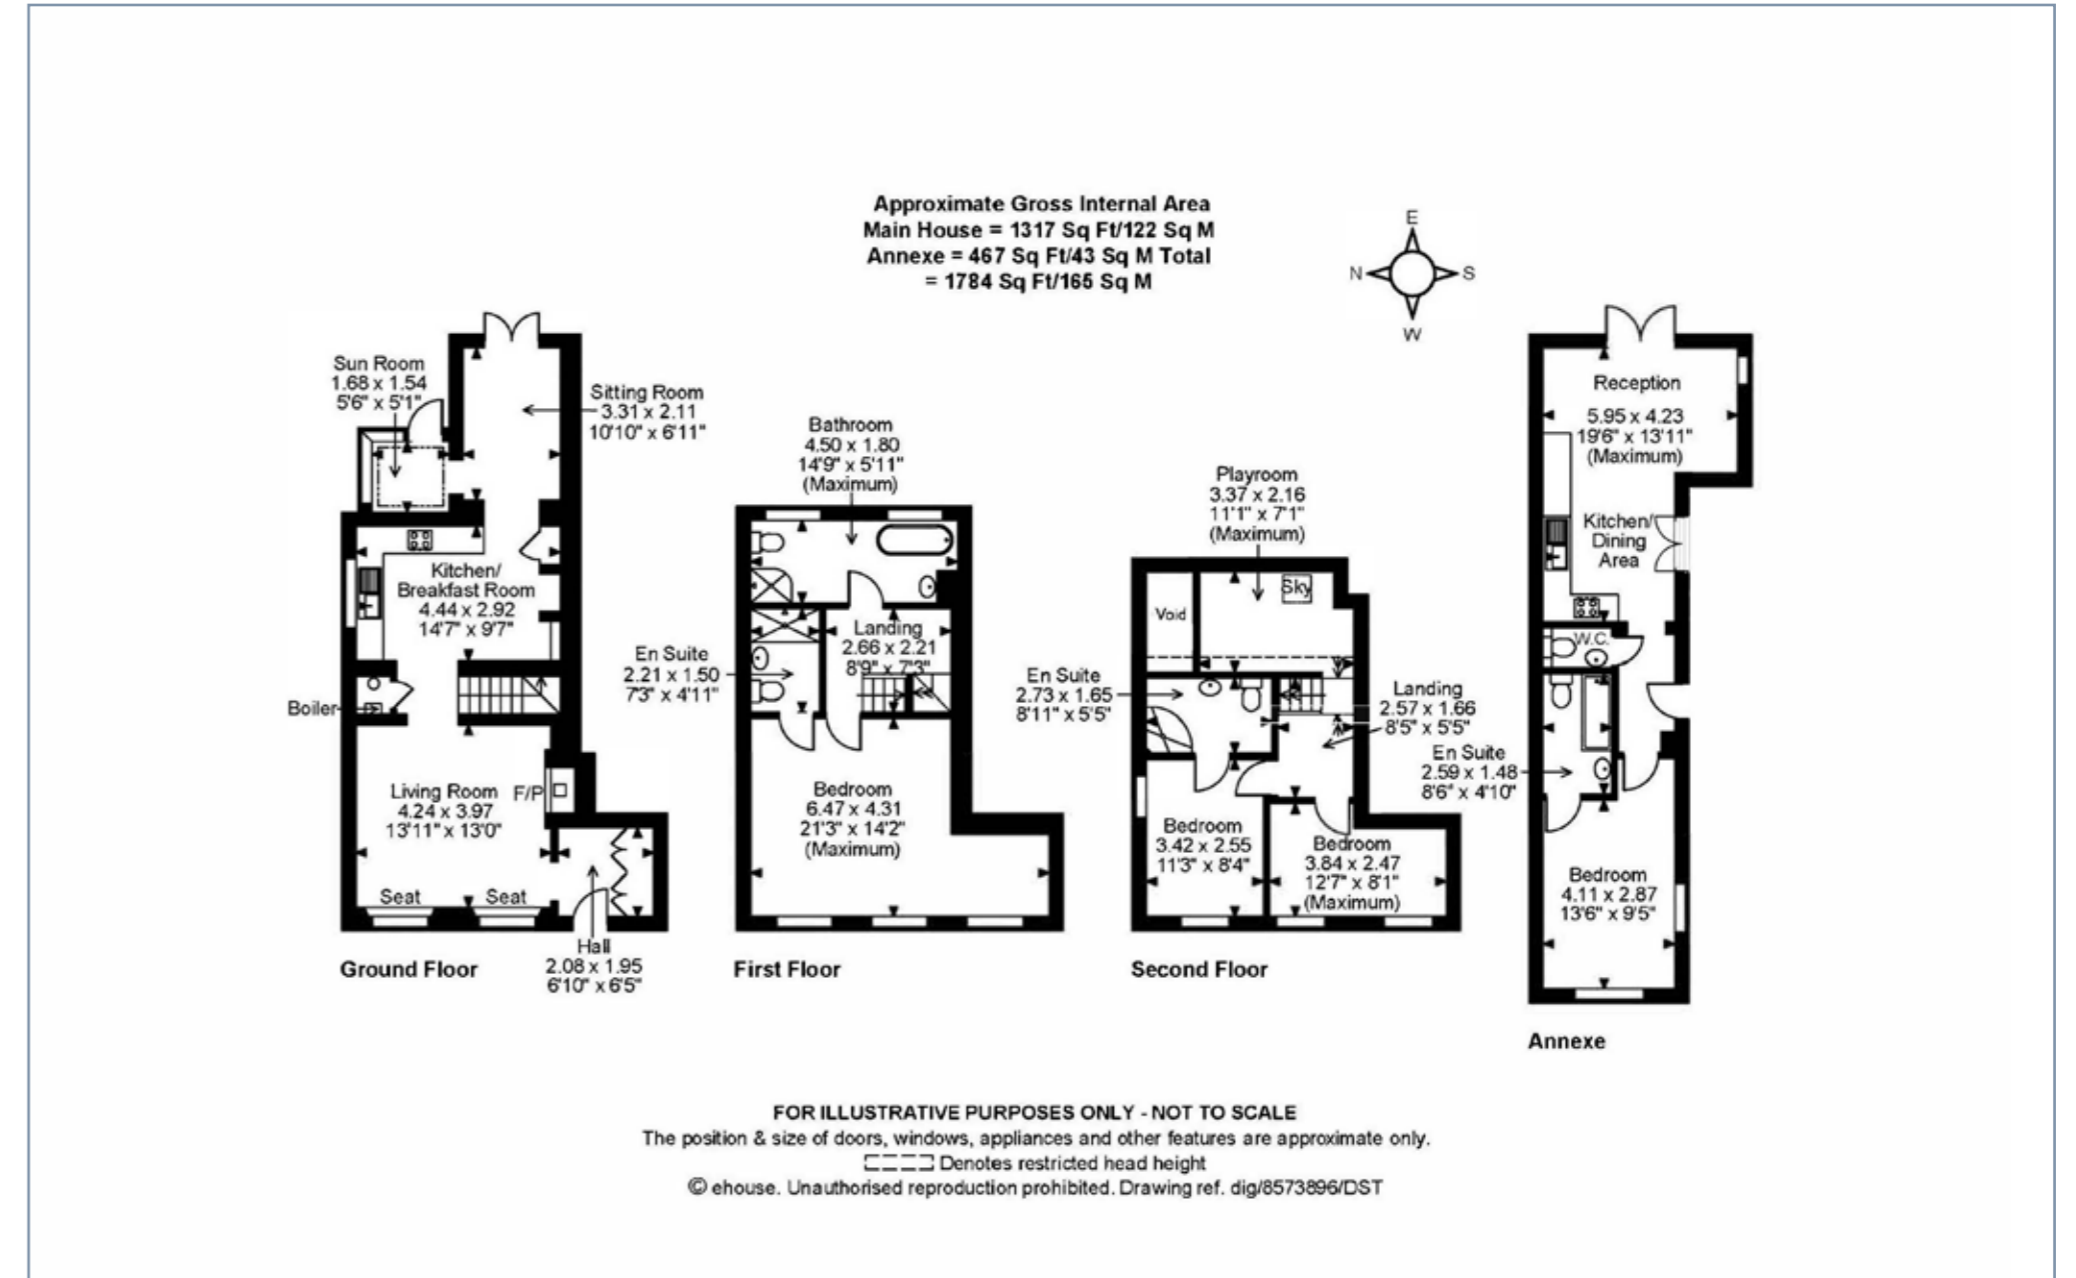 Approximate Gross Internal Area
Main House = 1317 Sq Ft/122 Sq M
Annexe = 467 Sq Ft/43 Sq M Total
= 1784 Sq Ft/165 Sq M
E
N
S
W
Sun Room
1.68 x 1.54
5'6" x 5'1"
Sitting Room
3.31 x 2.11
10'10" x 6'11"
Kitchen/
Breakfast Room
4.44 x 2.92
14'7" x 9'7"
Boiler
Living Room
4.24 x 3.97
13'11" x 13'0"
F/P
Seat
Seat
Hall
2.08 x 1.95
6'10" x 6'5"
Ground Floor
Bathroom
4.50 x 1.80
14'9" x 5'11"
(Maximum)
Landing
2.66 x 2.21
8'9" x 7'3"
En Suite
2.21 x 1.50
7'3" x 4'11"
Bedroom
6.47 x 4.31
21'3" x 14'2"
(Maximum)
First Floor
Playroom
3.37 x 2.16
11'1" x 7'1"
(Maximum)
Sky
Void
En Suite
2.73 x 1.65
8'11" x 5'5"
Landing
2.57 x 1.66
8'5" x 5'5"
Bedroom
3.42 x 2.55
11'3" x 8'4"
Bedroom
3.84 x 2.47
12'7" x 8'1"
(Maximum)
Second Floor
Reception
5.95 x 4.23
19'6" x 13'11"
(Maximum)
Kitchen/
Dining
Area
W.C.
En Suite
2.59 x 1.48
8'6" x 4'10"
Bedroom
4.11 x 2.87
13'6" x 9'5"
Annexe
FOR ILLUSTRATIVE PURPOSES ONLY - NOT TO SCALE
The position & size of doors, windows, appliances and other features are approximate only.
Denotes restricted head height
© ehouse. Unauthorised reproduction prohibited. Drawing ref. dig/8573896/DST